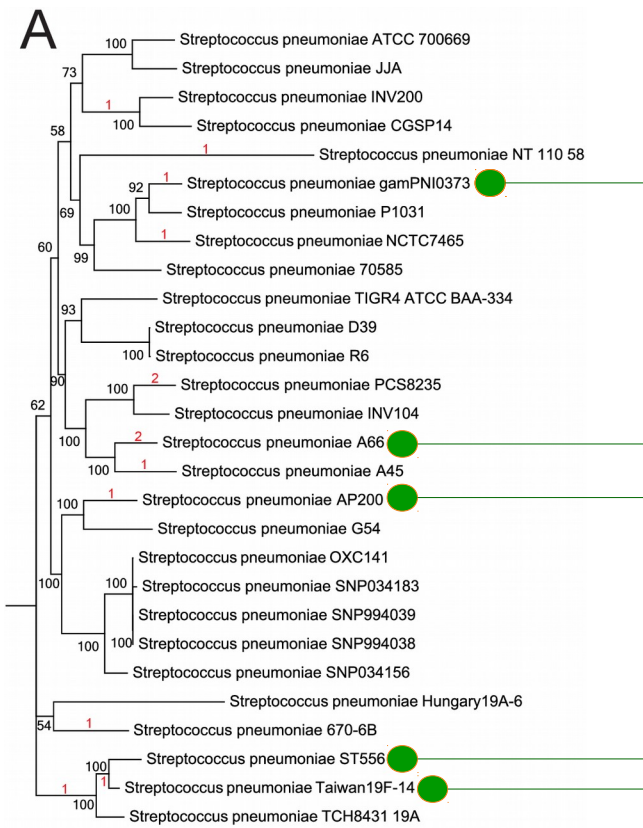 A
100 Streptococcus pneumoniae ATCC 700669
73 Streptococcus pneumoniae JJA
1 Streptococcus pneumoniae INV200
100 Streptococcus pneumoniae CGSP14
58
1 Streptococcus pneumoniae NT 110 58
92 1 Streptococcus pneumoniae gamPNI0373
69 100 Streptococcus pneumoniae P1031
1 Streptococcus pneumoniae NCTC7465
60 99
Streptococcus pneumoniae 70585
93 Streptococcus pneumoniae TIGR4 ATCC BAA-334
Streptococcus pneumoniae D39
100 Streptococcus pneumoniae R6
90 100 2 Streptococcus pneumoniae PCS8235
62 Streptococcus pneumoniae INV104
100 2 Streptococcus pneumoniae A66
100 1 Streptococcus pneumoniae A45
100 1 Streptococcus pneumoniae AP200
Streptococcus pneumoniae G54
Streptococcus pneumoniae OXC141
100 100 Streptococcus pneumoniae SNP034183
Streptococcus pneumoniae SNP994039
100 100 Streptococcus pneumoniae SNP994038
Streptococcus pneumoniae SNP034156
Streptococcus pneumoniae Hungary19A-6
54 1 Streptococcus pneumoniae 670-6B
100 Streptococcus pneumoniae ST556
1 1 Streptococcus pneumoniae Taiwan19F-14
100 Streptococcus pneumoniae TCH8431 19A